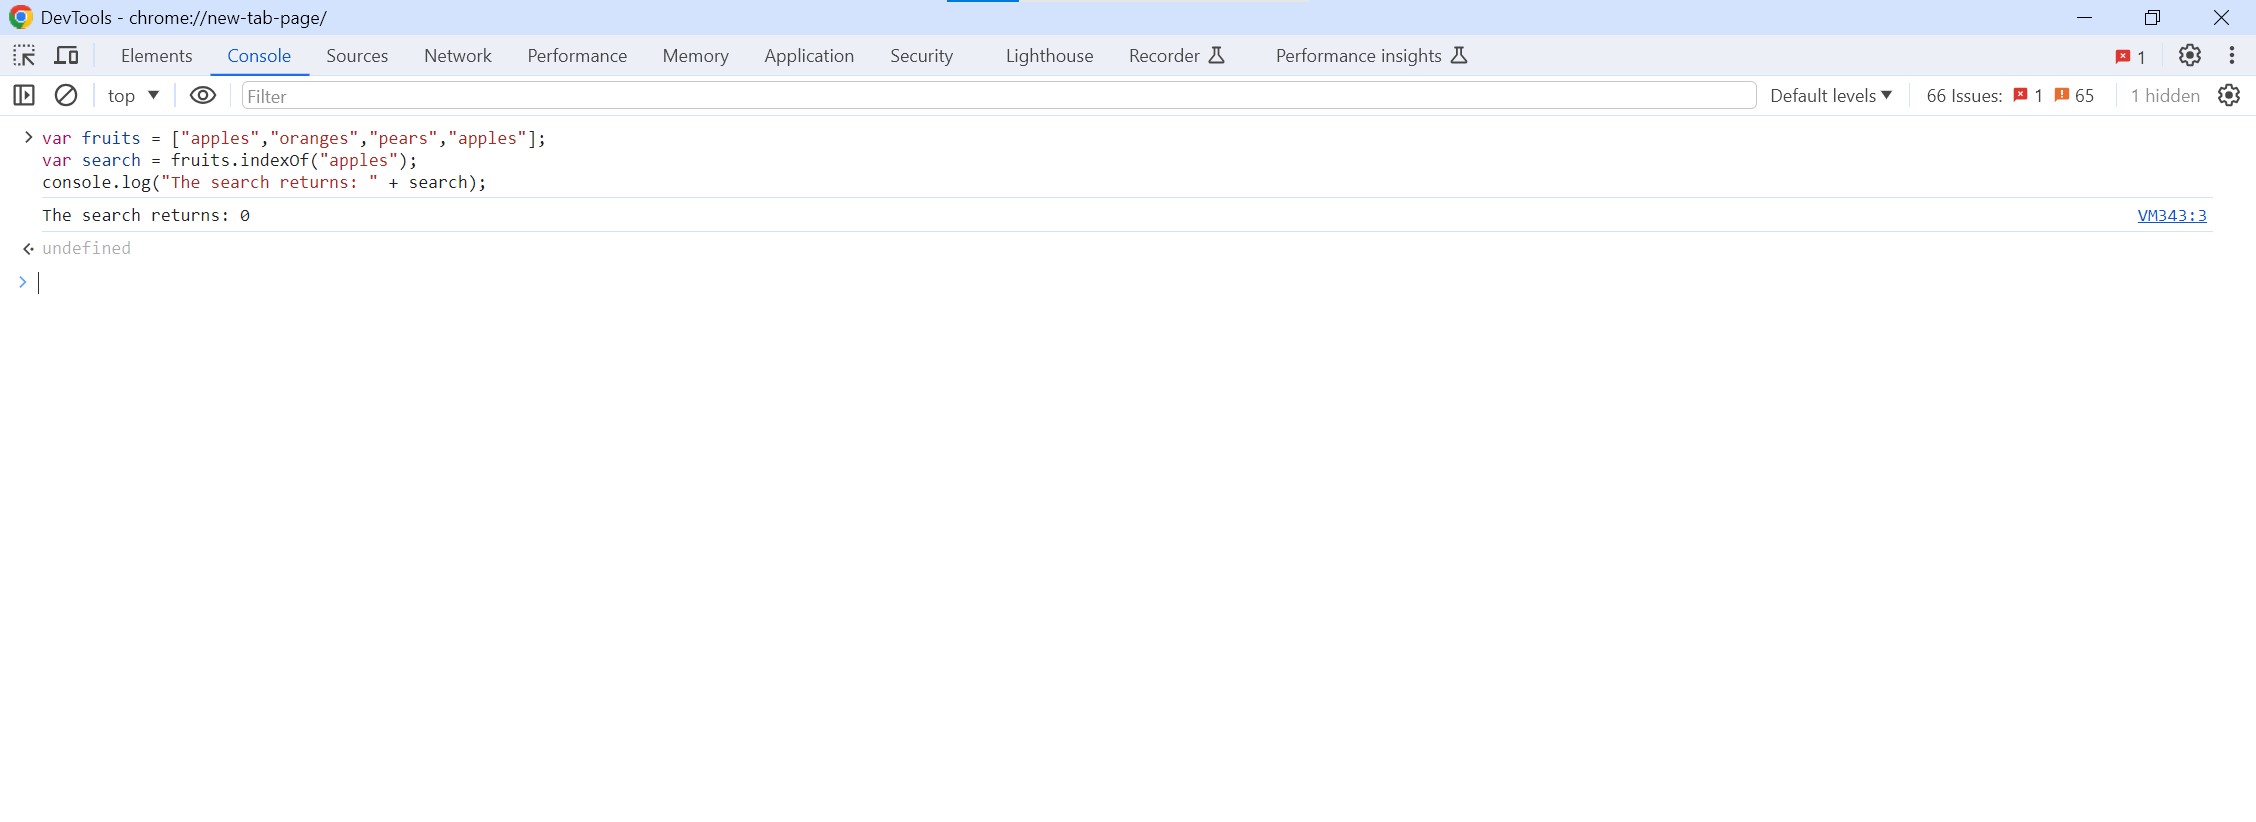 DevTools - chrome://new-tab-page/
Elements Console Sources Network Performance Memory Application Security Lighthouse Recorder Performance insights 1
top Filter Default levels 66 Issues: 1 65 1 hidden
var fruits = ["apples","oranges","pears","apples"];
var search = fruits.indexOf("apples");
console.log("The search returns: " + search);
The search returns: 0 VM343:3
undefined